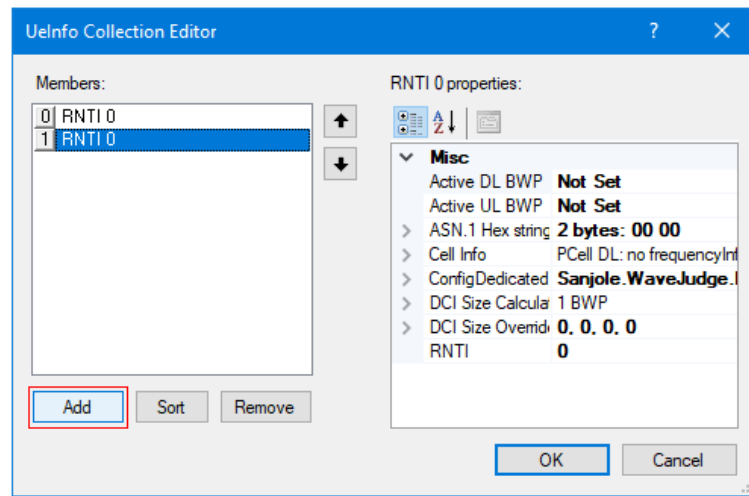 UeInfo Collection Editor
?
Members:
0 RNTI 0
1 RNTI 0
Add
Sort
Remove
RNTI 0 properties:
Misc
Active DL BWP Not Set
Active UL BWP Not Set
ASN.1 Hex string 2 bytes: 00 00
Cell Info PCell DL: no frequencyInf
ConfigDedicated Sanjole.WaveJudge.
DCI Size Calcula 1 BWP
DCI Size Overrid 0, 0, 0, 0
RNTI 0
OK
Cancel